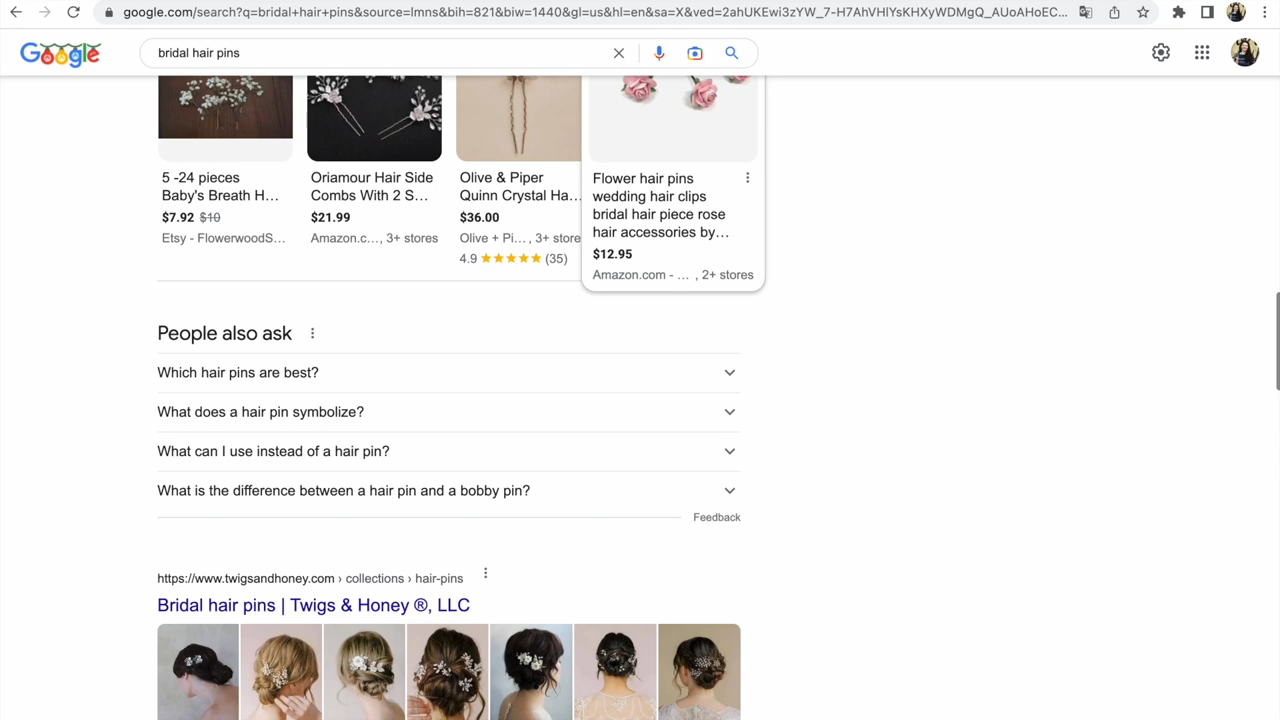 google.com/search?q=bridal+hair+pins&source=lmns&bih=821&biw=1440&gl=us&hl=en&sa=X&ved=2ahUKEwi3zYW_7-H7AhVHlYsKHXyWDMgQ_AUoAHoEC...
Google
bridal hair pins
5 -24 pieces
Baby's Breath H...
$7.92 $10
Etsy - FlowerwoodS...
Oriamour Hair Side
Combs With 2 S...
$21.99
Amazon.c..., 3+ stores
Olive & Piper
Quinn Crystal Ha...
$36.00
Olive + Pi..., 3+ store
4.9 ★★★★★ (35)
Flower hair pins
wedding hair clips
bridal hair piece rose
hair accessories by...
$12.95
Amazon.com - ... , 2+ stores
People also ask
Which hair pins are best?
What does a hair pin symbolize?
What can I use instead of a hair pin?
What is the difference between a hair pin and a bobby pin?
Feedback
https://www.twigsandhoney.com › collections › hair-pins
Bridal hair pins | Twigs & Honey ®, LLC